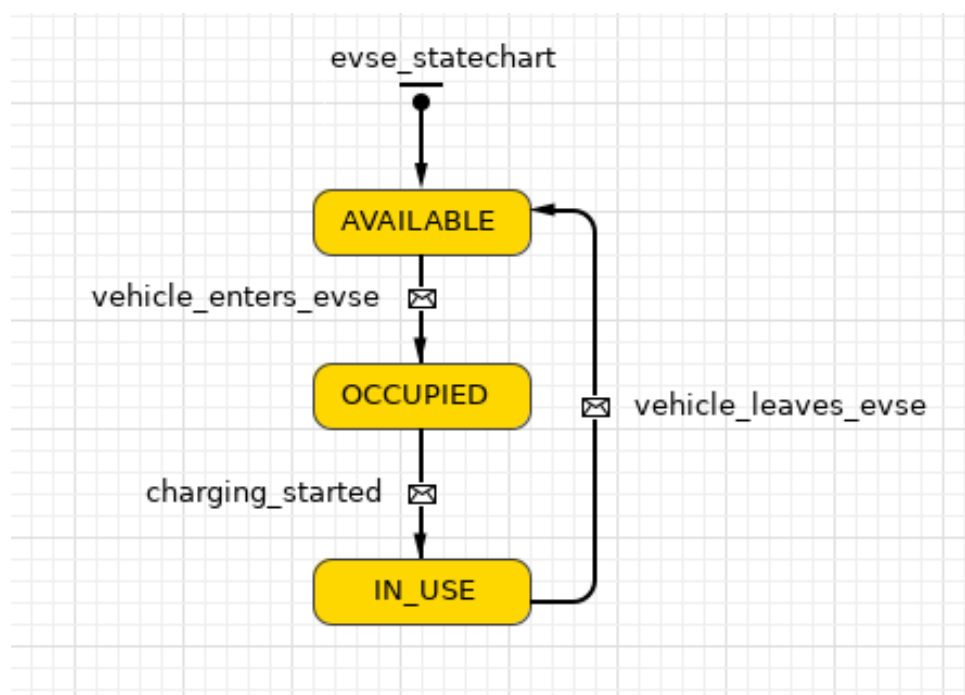 evse_statechart
AVAILABLE
vehicle_enters_evse
OCCUPIED
vehicle_leaves_evse
charging_started
IN_USE